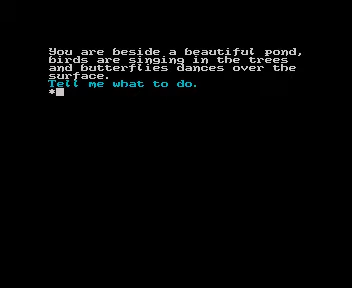 You are beside a beautiful pond,
birds are singing in the trees
and butterflies dances over the
surface.
Tell me what to do.
*